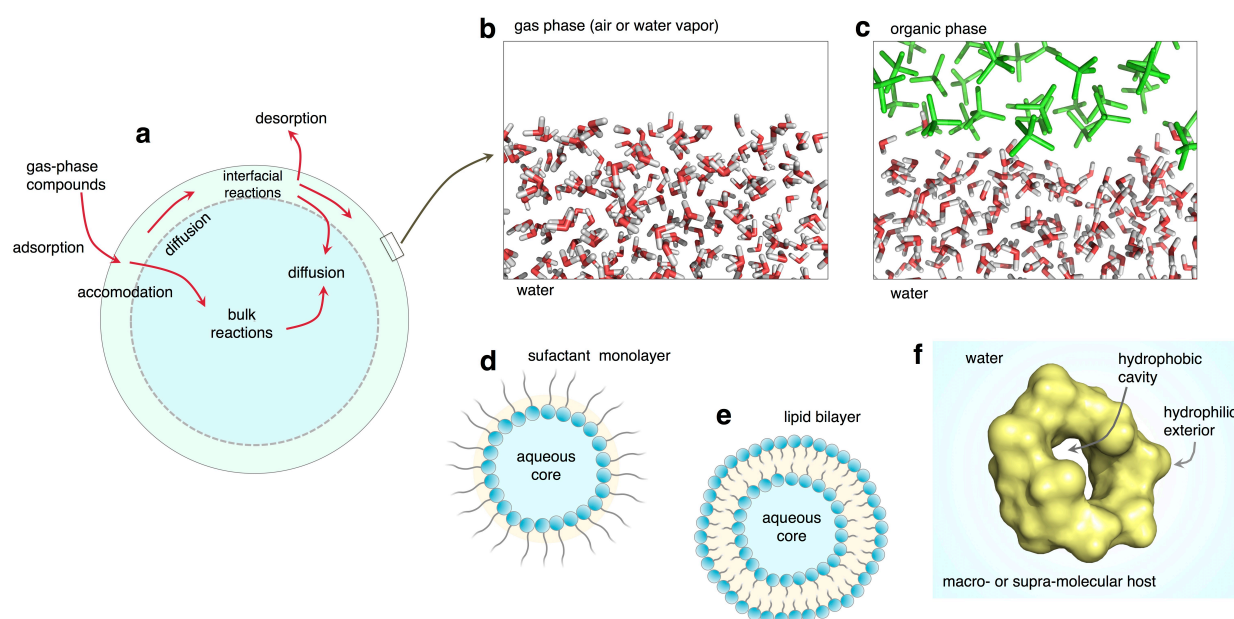 a
desorption
gas-phase
compounds
interfacial
reactions
diffusion
adsorption
accomodation
diffusion
bulk
reactions
b
gas phase (air or water vapor)
water
c
organic phase
water
d
sufactant monolayer
aqueous
core
e
lipid bilayer
aqueous
core
f
water
hydrophobic
cavity
hydrophilic
exterior
macro- or supra-molecular host